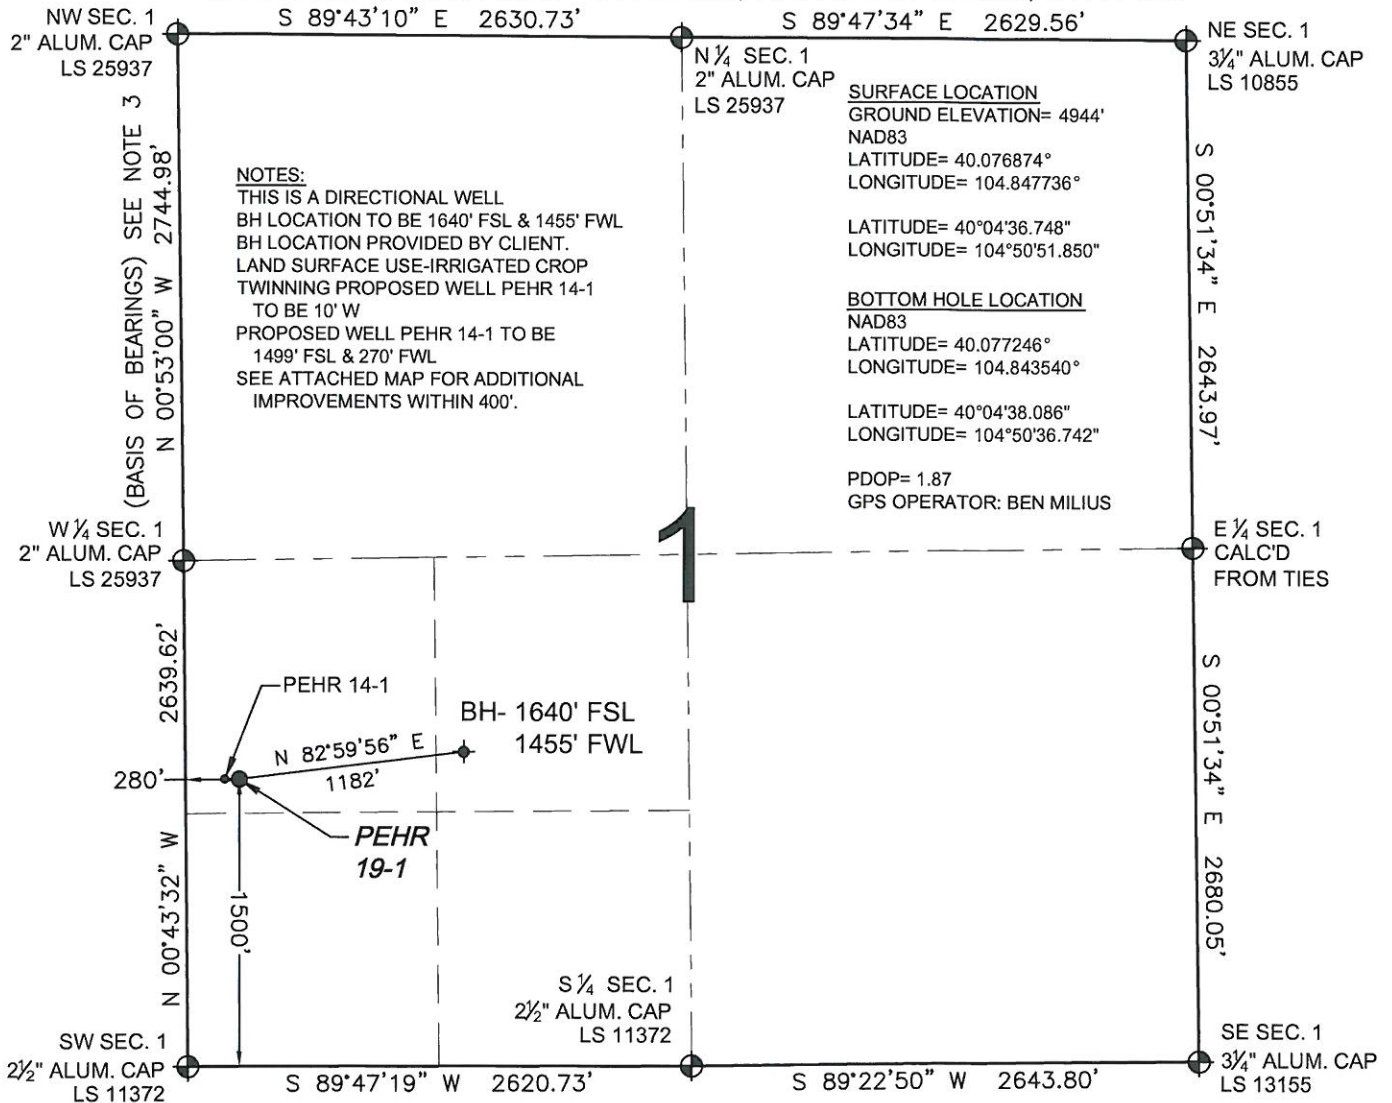 NW SEC. 1
2" ALUM. CAP
LS 25937
S 89°43'10" E 2630.73'
S 89°47'34" E 2629.56'
NE SEC. 1
3¼" ALUM. CAP
LS 10855
N ¼ SEC. 1
2" ALUM. CAP
LS 25937
(BASIS OF BEARINGS) SEE NOTE 3
N 00°53'00" W 2744.98'
NOTES:
THIS IS A DIRECTIONAL WELL
BH LOCATION TO BE 1640' FSL & 1455' FWL
BH LOCATION PROVIDED BY CLIENT.
LAND SURFACE USE-IRRIGATED CROP
TWINNING PROPOSED WELL PEHR 14-1
TO BE 10' W
PROPOSED WELL PEHR 14-1 TO BE
1499' FSL & 270' FWL
SEE ATTACHED MAP FOR ADDITIONAL
IMPROVEMENTS WITHIN 400'.
SURFACE LOCATION
GROUND ELEVATION= 4944'
NAD83
LATITUDE= 40.076874°
LONGITUDE= 104.847736°
LATITUDE= 40°04'36.748"
LONGITUDE= 104°50'51.850"
BOTTOM HOLE LOCATION
NAD83
LATITUDE= 40.077246°
LONGITUDE= 104.843540°
LATITUDE= 40°04'38.086"
LONGITUDE= 104°50'36.742"
PDOP= 1.87
GPS OPERATOR: BEN MILIUS
S 00°51'34" E 2643.97'
W ¼ SEC. 1
2" ALUM. CAP
LS 25937
1
E ¼ SEC. 1
CALC'D
FROM TIES
N 00°43'32" W 2639.62'
PEHR 14-1
BH- 1640' FSL
1455' FWL
N 82°59'56" E
1182'
280'
PEHR
19-1
1500'
S 00°51'34" E 2680.05'
S ¼ SEC. 1
2½" ALUM. CAP
LS 11372
SW SEC. 1
2½" ALUM. CAP
LS 11372
S 89°47'19" W 2620.73'
S 89°22'50" W 2643.80'
SE SEC. 1
3¼" ALUM. CAP
LS 13155